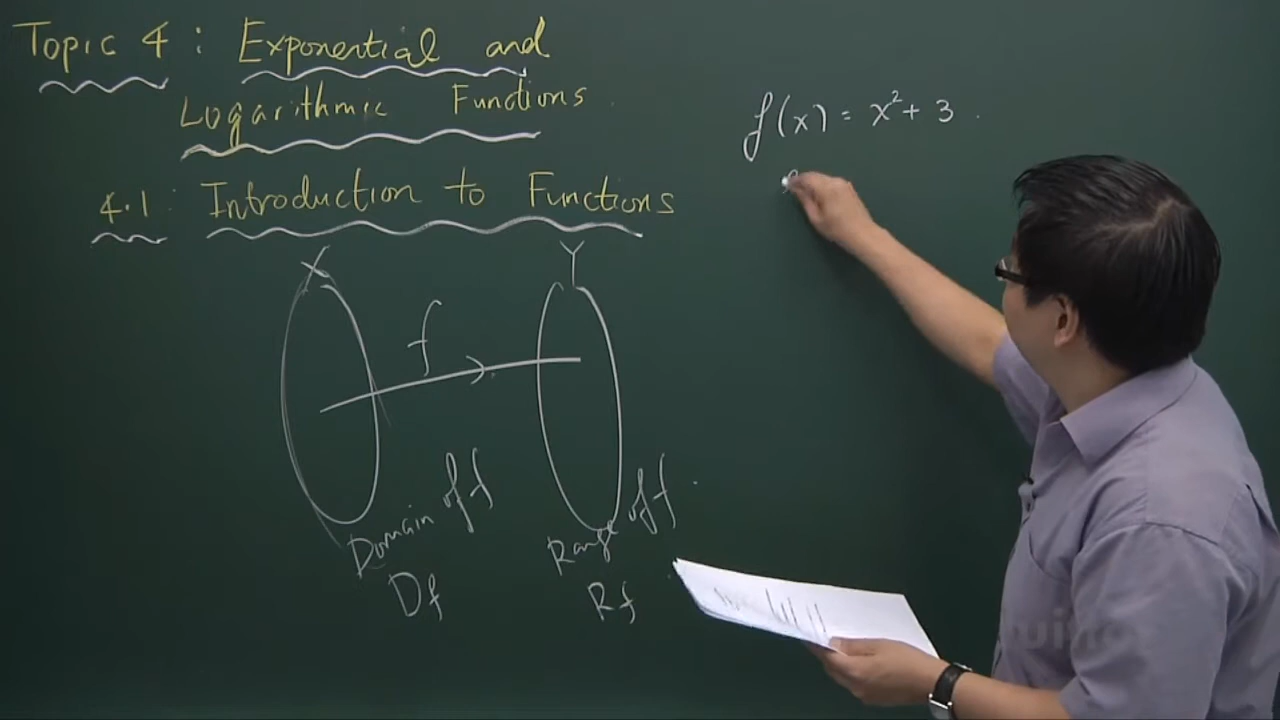 Topic 4 : Exponential and
Logarithmic Functions
4.1 : Introduction to Functions
f(x) = x² + 3
X
Y
f
Domain of f
Df
Range of f
Rf